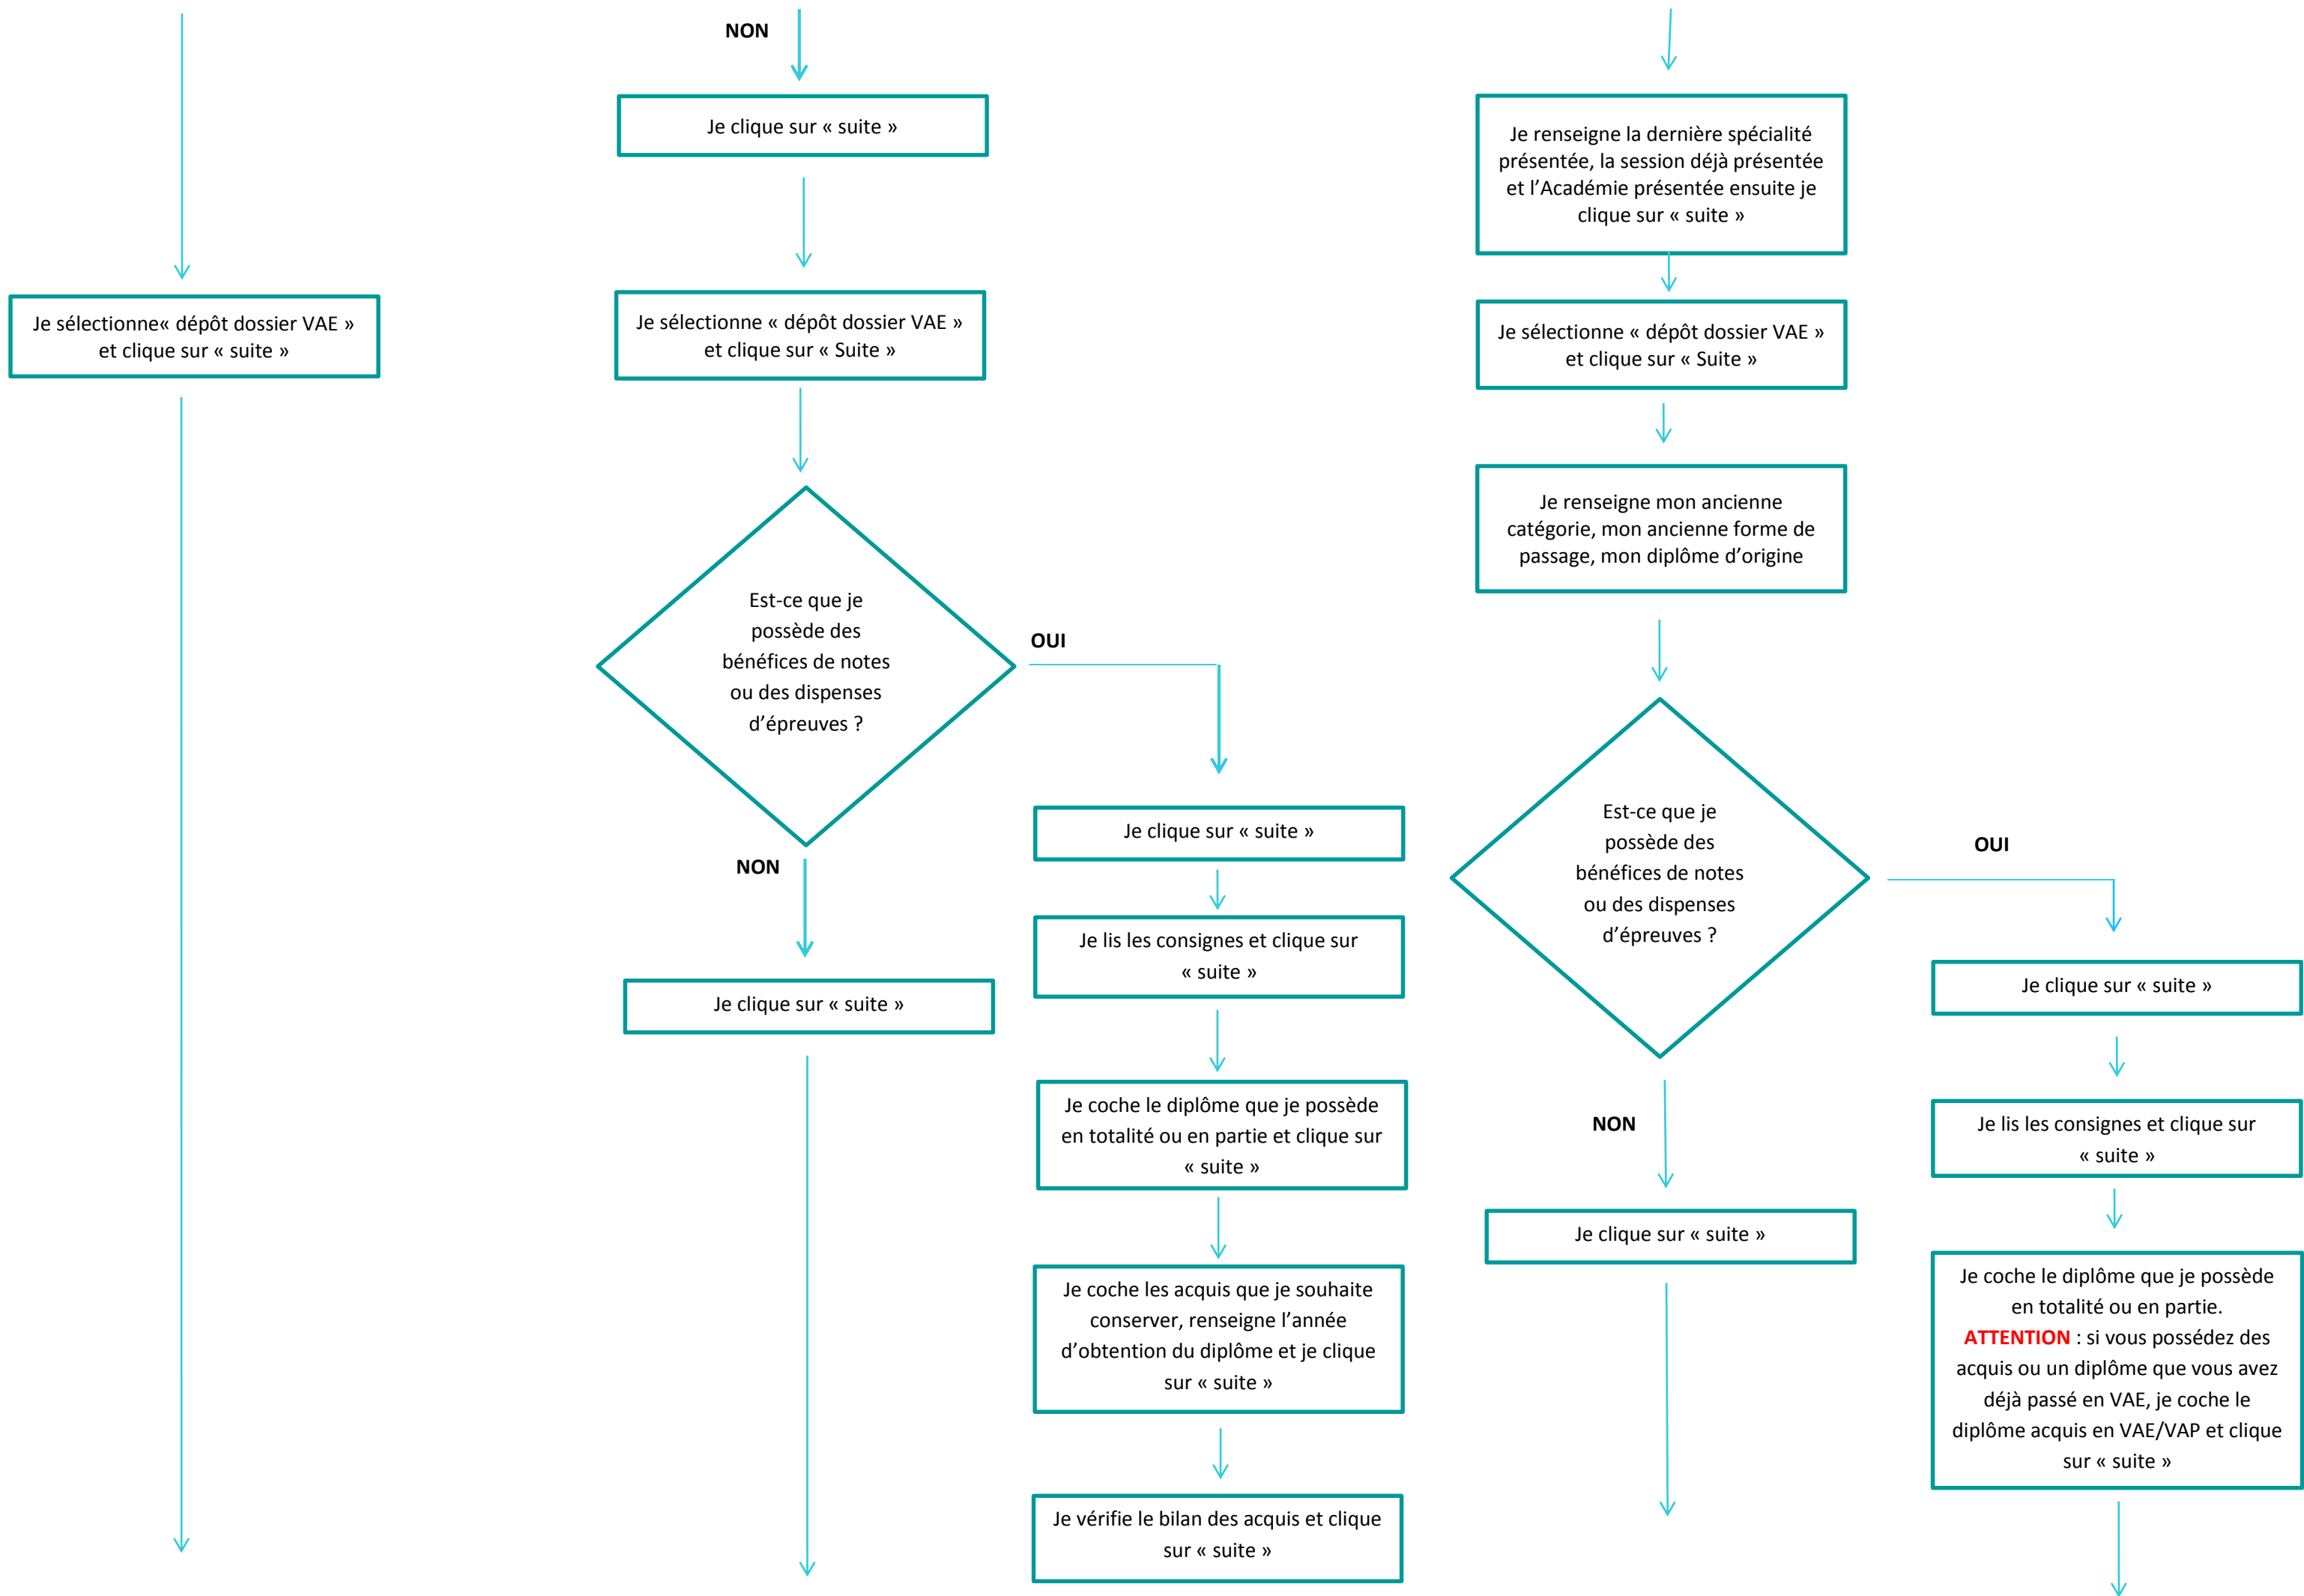 Je sélectionne« dépôt dossier VAE »
et clique sur « suite »
NON
Je clique sur « suite »
Je sélectionne « dépôt dossier VAE »
et clique sur « Suite »
Est-ce que je
possède des
bénéfices de notes
ou des dispenses
d’épreuves ?
NON
Je clique sur « suite »
OUI
Je clique sur « suite »
Je lis les consignes et clique sur
« suite »
Je coche le diplôme que je possède
en totalité ou en partie et clique sur
« suite »
Je coche les acquis que je souhaite
conserver, renseigne l’année
d’obtention du diplôme et je clique
sur « suite »
Je vérifie le bilan des acquis et clique
sur « suite »
Je renseigne la dernière spécialité
présentée, la session déjà présentée
et l’Académie présentée ensuite je
clique sur « suite »
Je sélectionne « dépôt dossier VAE »
et clique sur « Suite »
Je renseigne mon ancienne
catégorie, mon ancienne forme de
passage, mon diplôme d’origine
Est-ce que je
possède des
bénéfices de notes
ou des dispenses
d’épreuves ?
NON
Je clique sur « suite »
OUI
Je clique sur « suite »
Je lis les consignes et clique sur
« suite »
Je coche le diplôme que je possède
en totalité ou en partie.
ATTENTION : si vous possédez des
acquis ou un diplôme que vous avez
déjà passé en VAE, je coche le
diplôme acquis en VAE/VAP et clique
sur « suite »